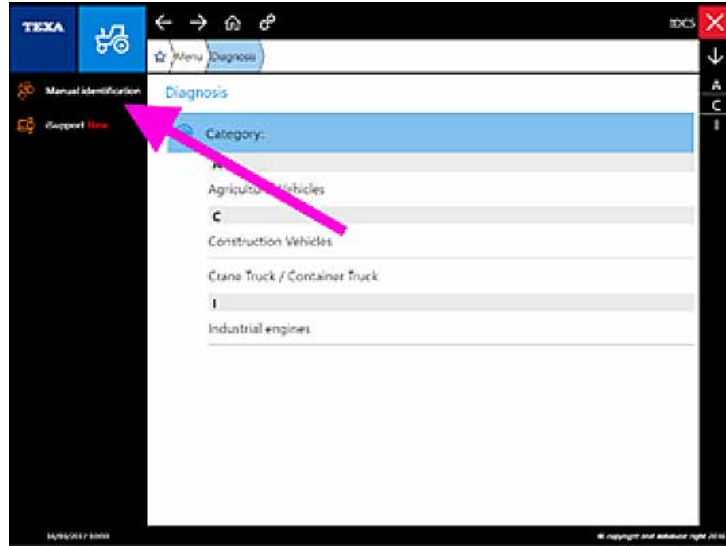 TEXA
IDC5
Menu
Diagnosis
Manual identification
Diagnosis
A
C
I
iSupport New
Category:
A
Agricultural Vehicles
C
Construction Vehicles
Crane Truck / Container Truck
I
Industrial engines